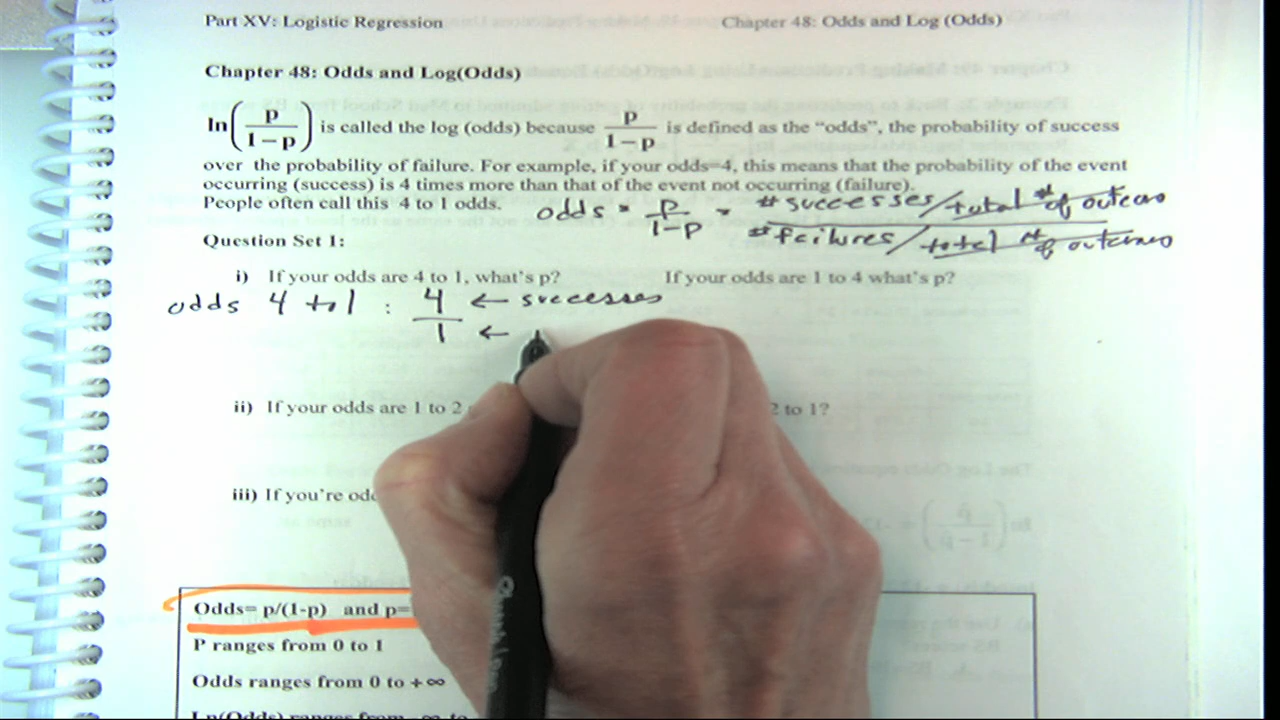 Part XV: Logistic Regression Chapter 48: Odds and Log (Odds)
Chapter 48: Odds and Log(Odds)
ln(p/1-p) is called the log (odds) because p/1-p is defined as the “odds”, the probability of success
over the probability of failure. For example, if your odds=4, this means that the probability of the event
occurring (success) is 4 times more than that of the event not occurring (failure).
People often call this 4 to 1 odds.
odds = p/1-p = # successes/total # of outcomes
# failures/total # of outcomes
Question Set 1:
i) If your odds are 4 to 1, what's p? If your odds are 1 to 4 what's p?
odds 4 to 1 : 4 ← successes
1 ←
ii) If your odds are 1 to 2 2 to 1?
iii) If you're
Odds= p/(1-p) and p=
P ranges from 0 to 1
Odds ranges from 0 to +∞
Ln(Odds) ranges from -∞ to